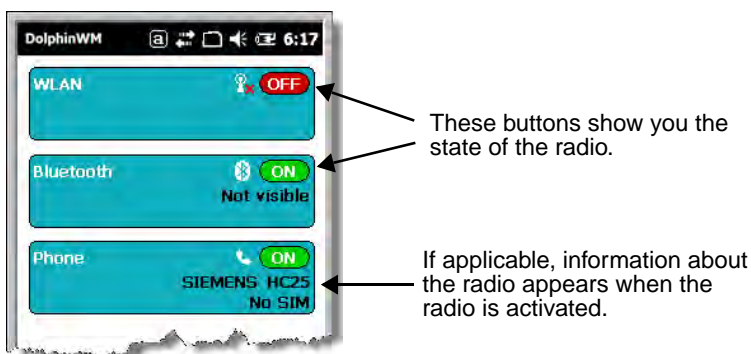 DolphinWM a 6:17
WLAN OFF
Bluetooth ON
Not visible
Phone ON
SIEMENS HC25
No SIM
These buttons show you the
state of the radio.
If applicable, information about
the radio appears when the
radio is activated.